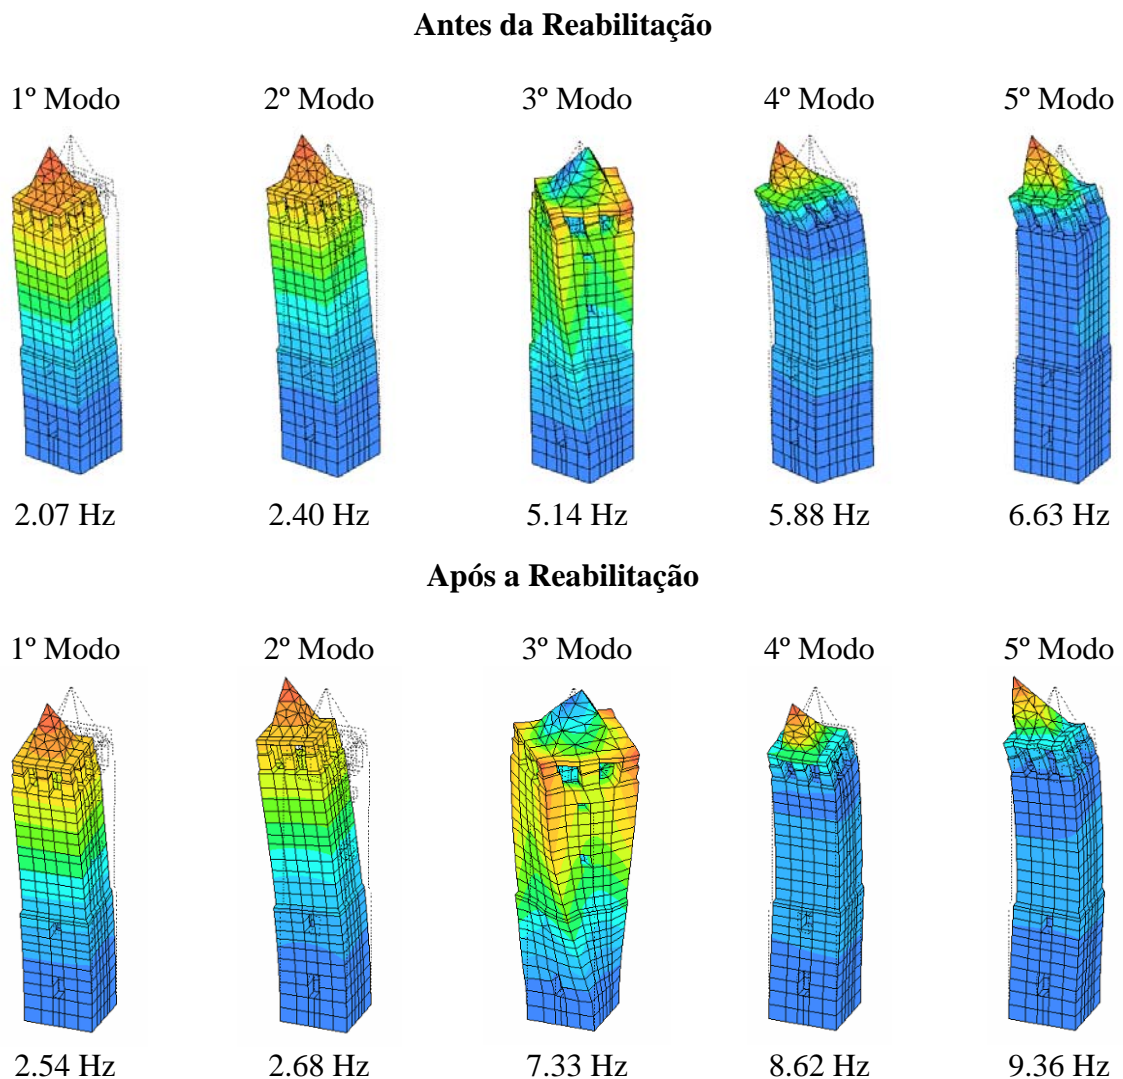 Antes da Reabilitação
1º Modo 2º Modo 3º Modo 4º Modo 5º Modo
2.07 Hz 2.40 Hz 5.14 Hz 5.88 Hz 6.63 Hz
Após a Reabilitação
1º Modo 2º Modo 3º Modo 4º Modo 5º Modo
2.54 Hz 2.68 Hz 7.33 Hz 8.62 Hz 9.36 Hz